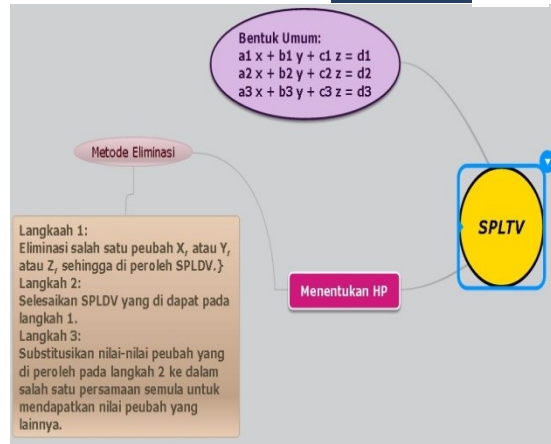 Bentuk Umum:
a1 x + b1 y + c1 z = d1
a2 x + b2 y + c2 z = d2
a3 x + b3 y + c3 z = d3
Metode Eliminasi
SPLTV
Langkaah 1:
Eliminasi salah satu peubah X, atau Y,
atau Z, sehingga di peroleh SPLDV.}
Langkah 2:
Selesaikan SPLDV yang di dapat pada
langkah 1.
Langkah 3:
Substitusikan nilai-nilai peubah yang
di peroleh pada langkah 2 ke dalam
salah satu persamaan semula untuk
mendapatkan nilai peubah yang
lainnya.
Menentukan HP